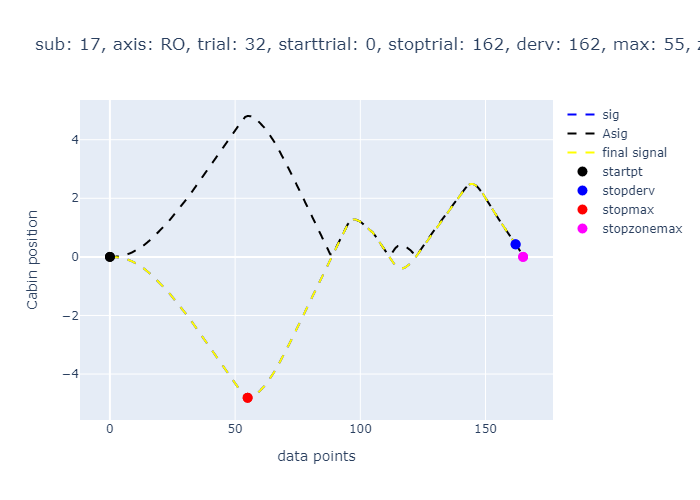 sub: 17, axis: RO, trial: 32, starttrial: 0, stoptrial: 162, derv: 162, max: 55,
sig
Asig
final signal
startpt
stopderv
stopmax
stopzonemax
4
2
0
−2
−4
Cabin position
0
50
100
150
data points